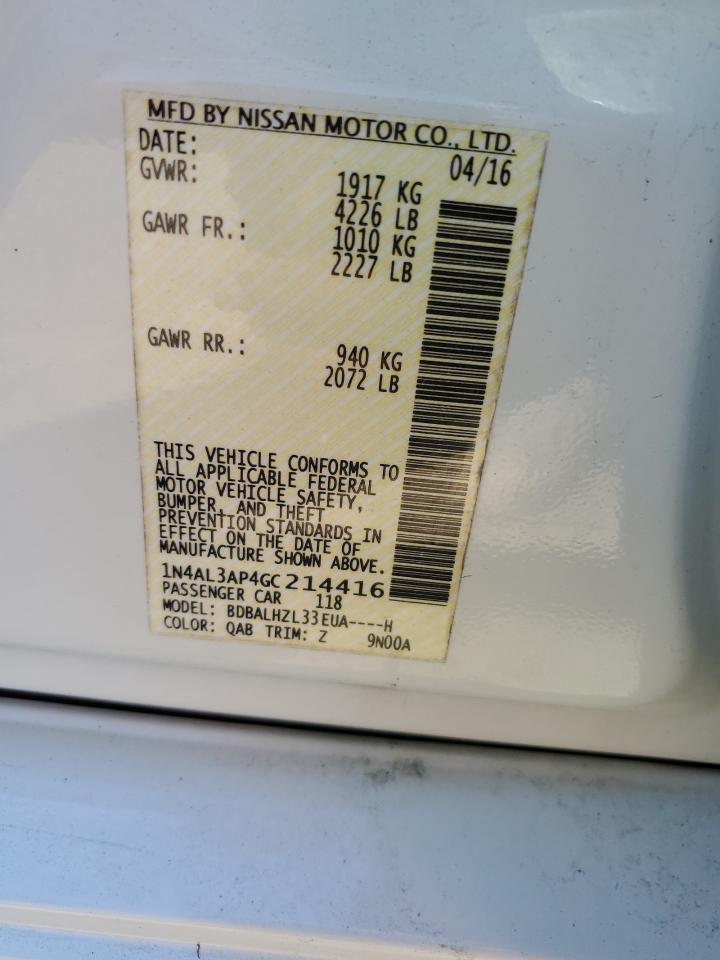 MFD BY NISSAN MOTOR CO., LTD.
DATE: 04/16
GVWR: 1917 KG
4226 LB
GAWR FR.: 1010 KG
2227 LB
GAWR RR.: 940 KG
2072 LB
THIS VEHICLE CONFORMS TO
ALL APPLICABLE FEDERAL
MOTOR VEHICLE SAFETY,
BUMPER, AND THEFT
PREVENTION STANDARDS IN
EFFECT ON THE DATE OF
MANUFACTURE SHOWN ABOVE.
1N4AL3AP4GC214416
PASSENGER CAR 118
MODEL: BDBALHZL33EUA----H
COLOR: QAB TRIM: Z 9N00A